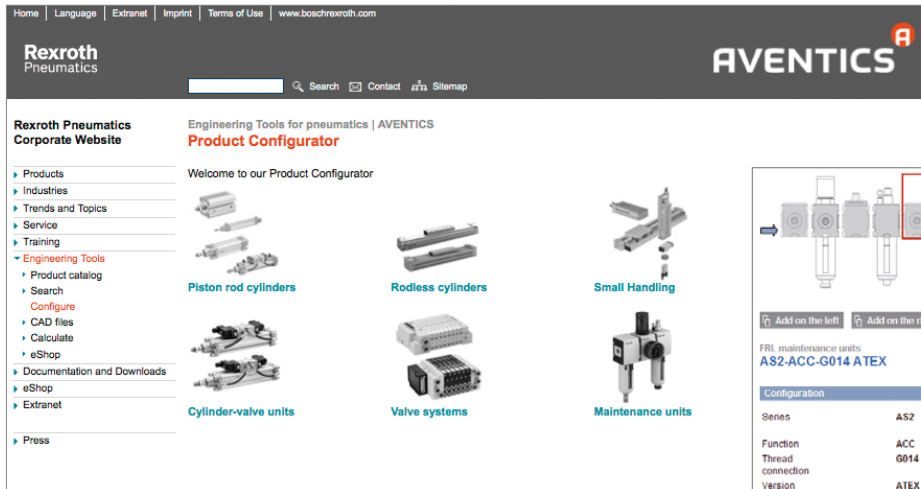 Home | Language | Extranet | Imprint | Terms of Use | www.boschrexroth.com
Rexroth
Pneumatics
AVENTICS
Search Contact Sitemap
Rexroth Pneumatics
Corporate Website
Products
Industries
Trends and Topics
Service
Training
Engineering Tools
Product catalog
Search
Configure
CAD files
Calculate
eShop
Documentation and Downloads
eShop
Extranet
Press
Engineering Tools for pneumatics | AVENTICS
Product Configurator
Welcome to our Product Configurator
Piston rod cylinders
Rodless cylinders
Small Handling
Cylinder-valve units
Valve systems
Maintenance units
Add on the left Add on the
FRL maintenance units
AS2-ACC-G014 ATEX
Configuration
Series AS2
Function ACC
Thread G014
connection
Version ATEX